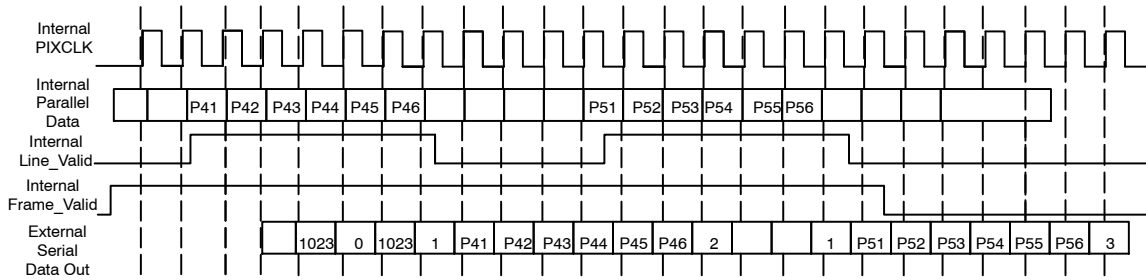 Internal
PIXCLK
Internal
Parallel
Data
P41 P42 P43 P44 P45 P46 P51 P52 P53 P54 P55 P56
Internal
Line_Valid
Internal
Frame_Valid
External
Serial
Data Out
1023 0 1023 1 P41 P42 P43 P44 P45 P46 2 1 P51 P52 P53 P54 P55 P56 3